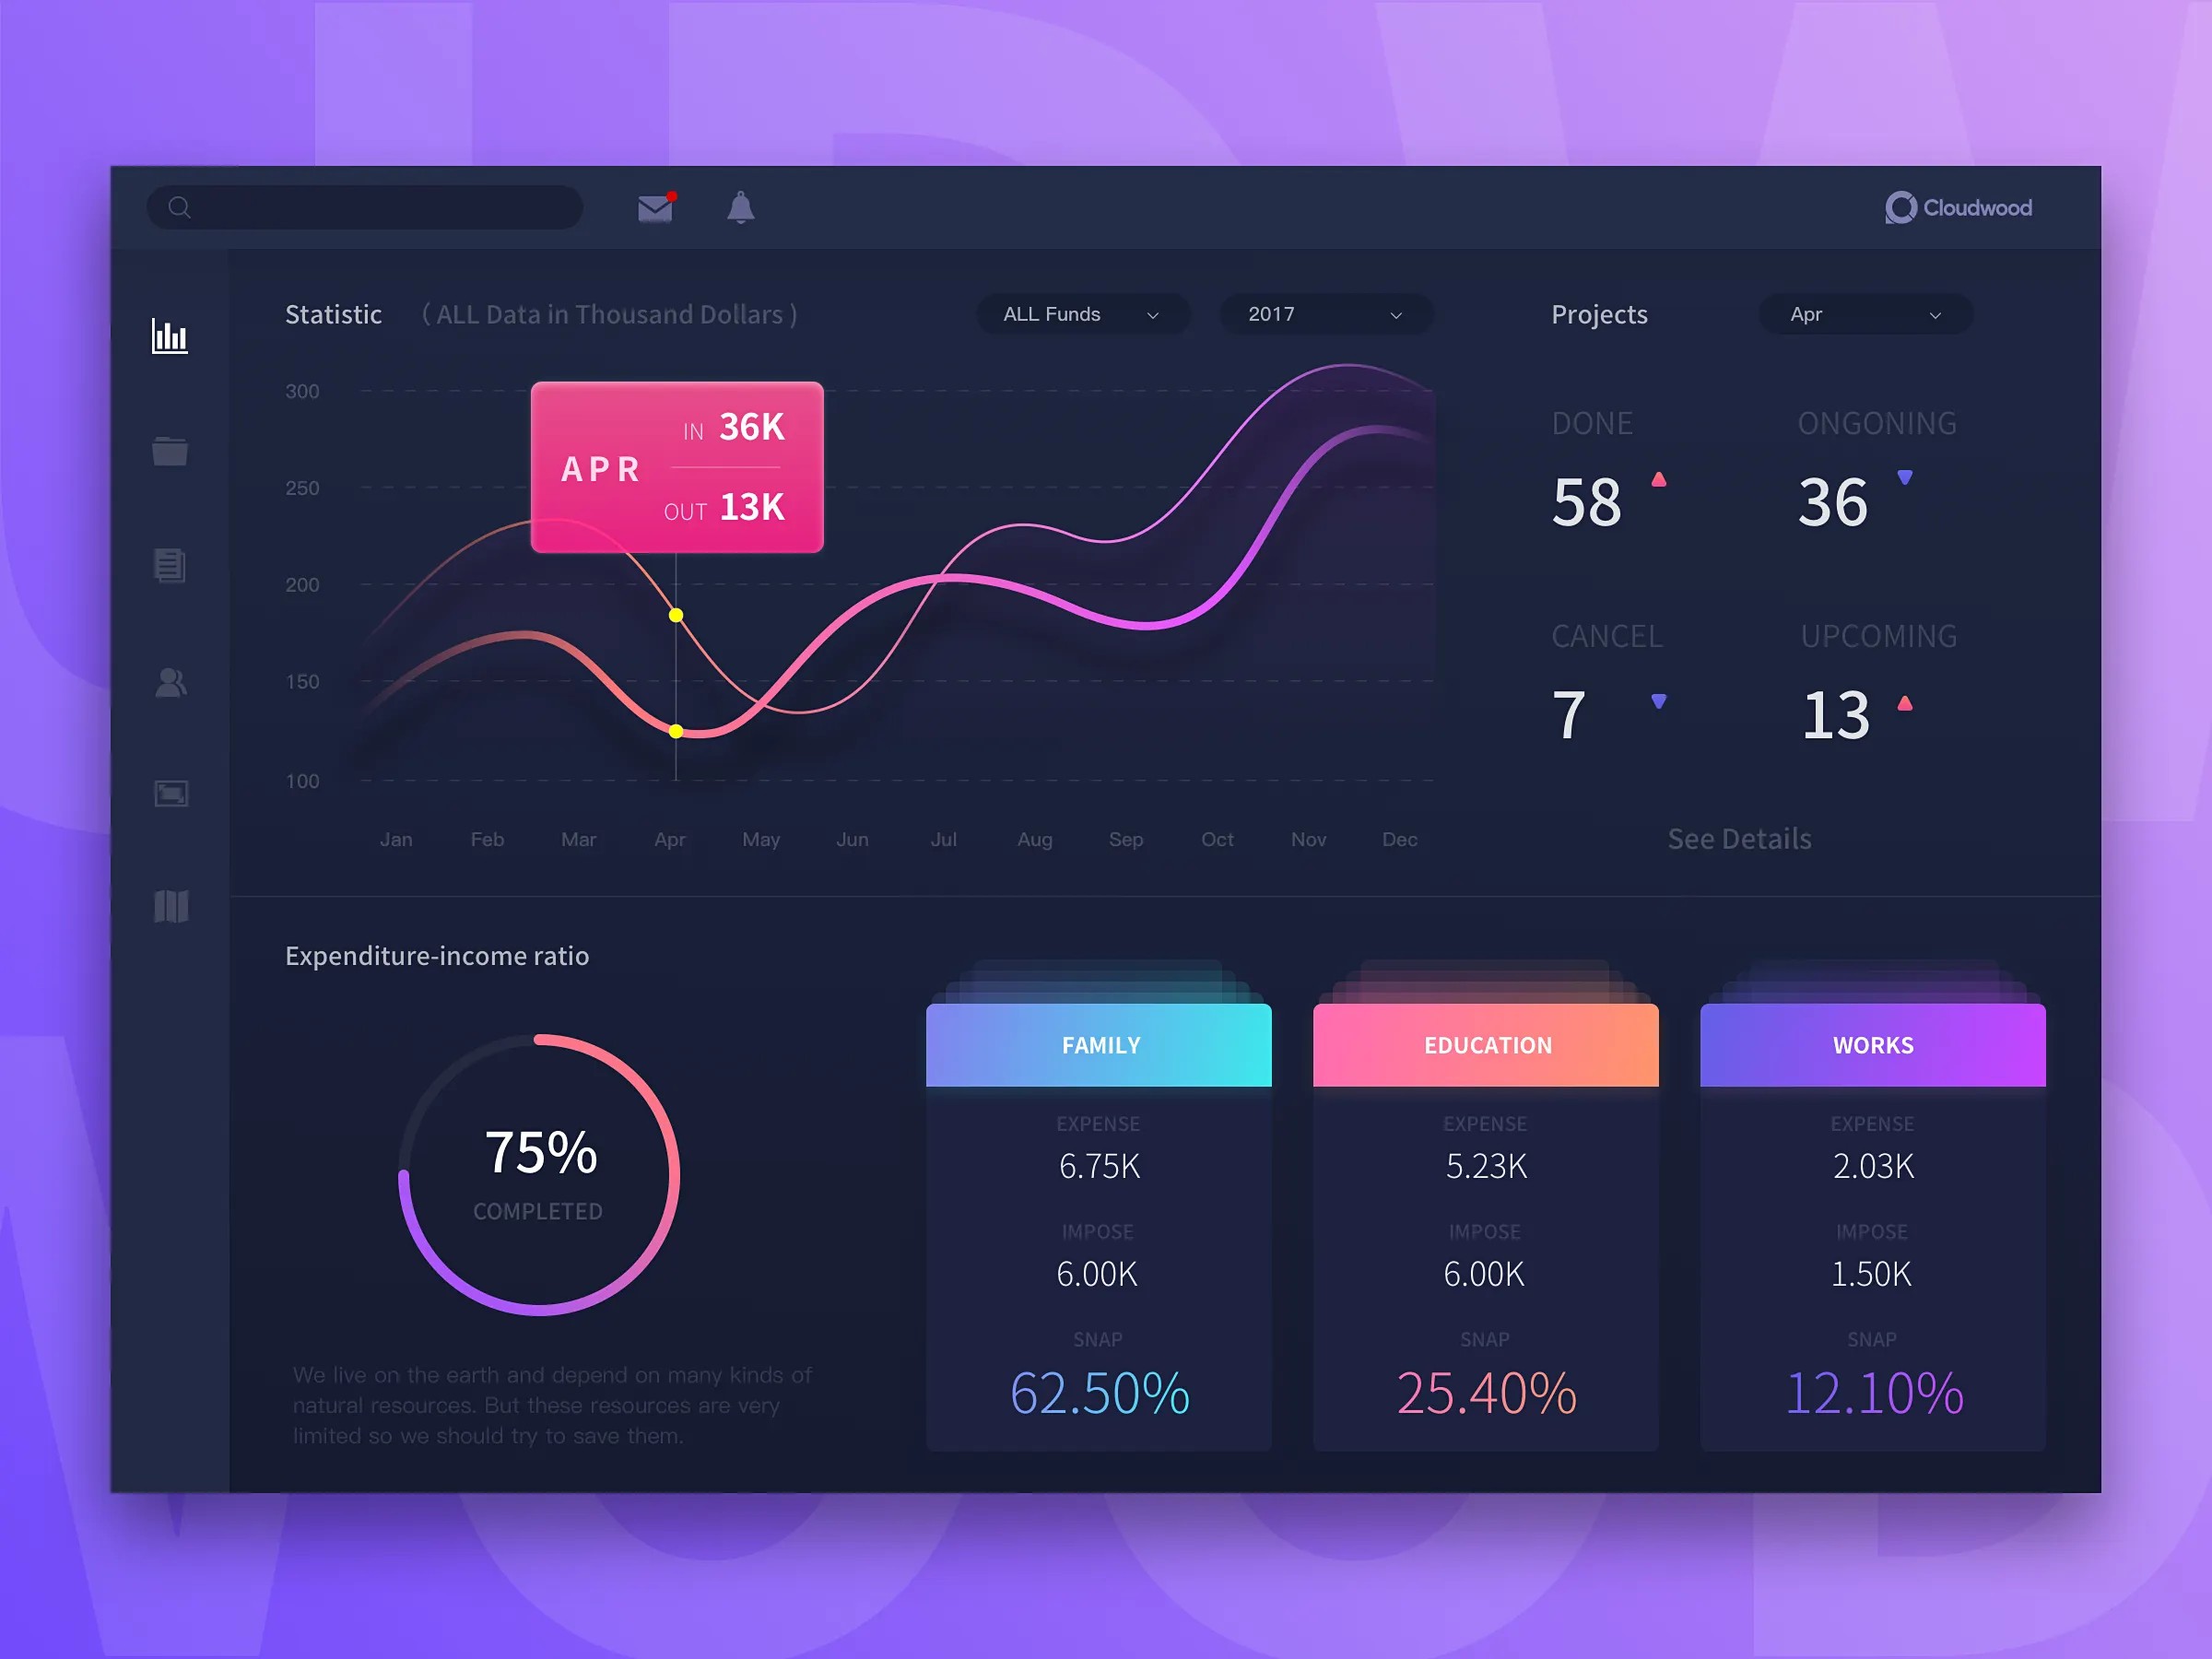 Cloudwood
Statistic ( ALL Data in Thousand Dollars )
ALL Funds
2017
Projects
Apr
300
250
200
150
100
APR
IN 36K
OUT 13K
Jan Feb Mar Apr May Jun Jul Aug Sep Oct Nov Dec
DONE
58
ONGONING
36
CANCEL
7
UPCOMING
13
See Details
Expenditure-income ratio
75%
COMPLETED
We live on the earth and depend on many kinds of
natural resources. But these resources are very
limited so we should try to save them.
FAMILY
EXPENSE
6.75K
IMPOSE
6.00K
SNAP
62.50%
EDUCATION
EXPENSE
5.23K
IMPOSE
6.00K
SNAP
25.40%
WORKS
EXPENSE
2.03K
IMPOSE
1.50K
SNAP
12.10%